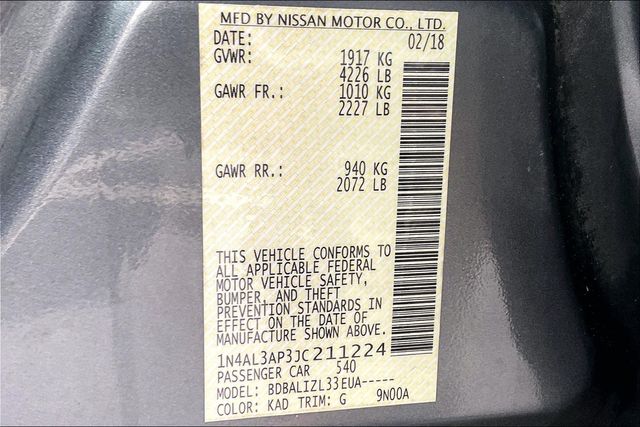 MFD BY NISSAN MOTOR CO., LTD.
DATE: 02/18
GVWR: 1917 KG
4226 LB
GAWR FR.: 1010 KG
2227 LB
GAWR RR.: 940 KG
2072 LB
THIS VEHICLE CONFORMS TO
ALL APPLICABLE FEDERAL
MOTOR VEHICLE SAFETY,
BUMPER, AND THEFT
PREVENTION STANDARDS IN
EFFECT ON THE DATE OF
MANUFACTURE SHOWN ABOVE.
1N4AL3AP3JC211224
PASSENGER CAR 540
MODEL: BDBALIZL33EUA-----
COLOR: KAD TRIM: G 9N00A